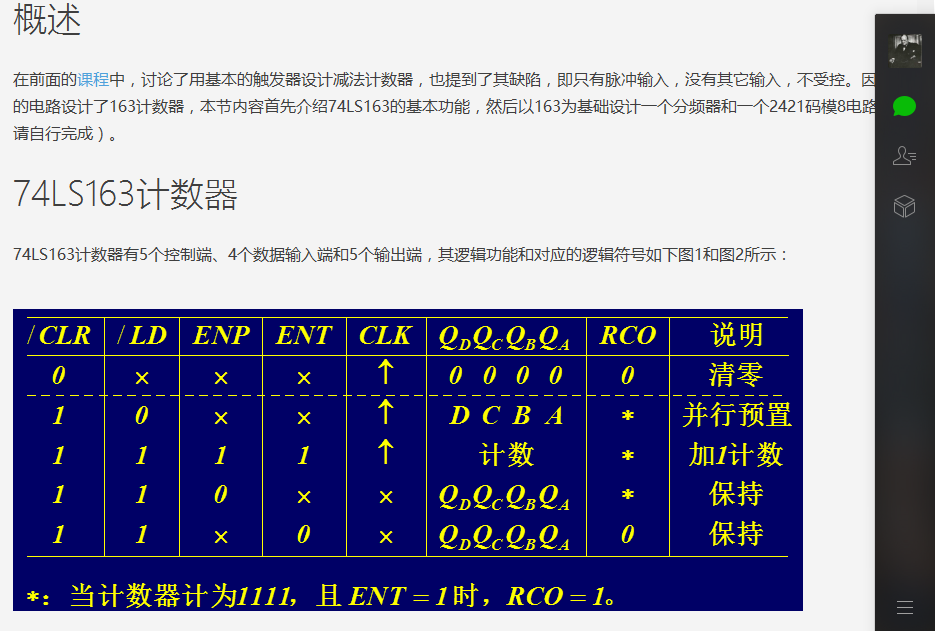 概述
在前面的课程中，讨论了用基本的触发器设计减法计数器，也提到了其缺陷，即只有脉冲输入，没有其它输入，不受控。因
的电路设计了163计数器，本节内容首先介绍74LS163的基本功能，然后以163为基础设计一个分频器和一个2421码模8电路
请自行完成）。
74LS163计数器
74LS163计数器有5个控制端、4个数据输入端和5个输出端，其逻辑功能和对应的逻辑符号如下图1和图2所示：
/CLR /LD ENP ENT CLK QDQCQBQA RCO 说明
0 × × × ↑ 0 0 0 0 0 清零
1 0 × × ↑ D C B A * 并行预置
1 1 1 1 ↑ 计数 * 加1计数
1 1 0 × × QDQCQBQA * 保持
1 1 × 0 × QDQCQBQA 0 保持
*：当计数器计为1111，且 ENT = 1 时，RCO = 1。